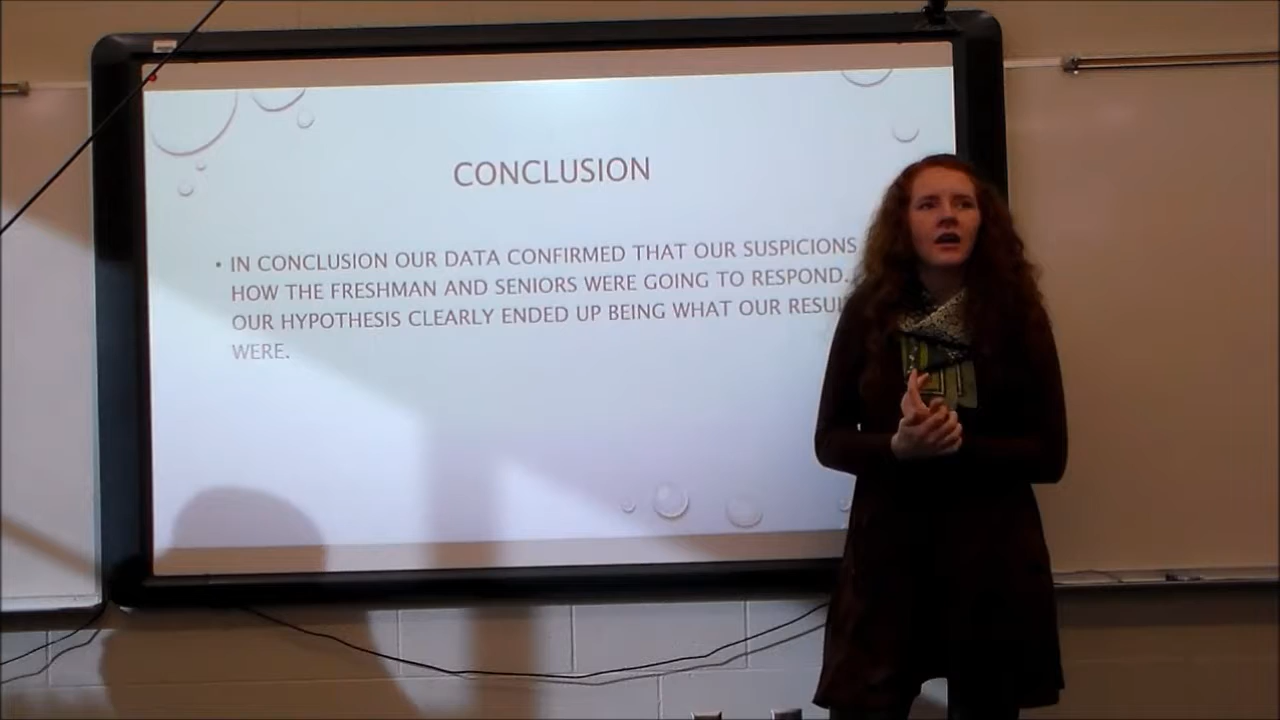 CONCLUSION
• IN CONCLUSION OUR DATA CONFIRMED THAT OUR SUSPICIONS
HOW THE FRESHMAN AND SENIORS WERE GOING TO RESPOND.
OUR HYPOTHESIS CLEARLY ENDED UP BEING WHAT OUR
WERE.